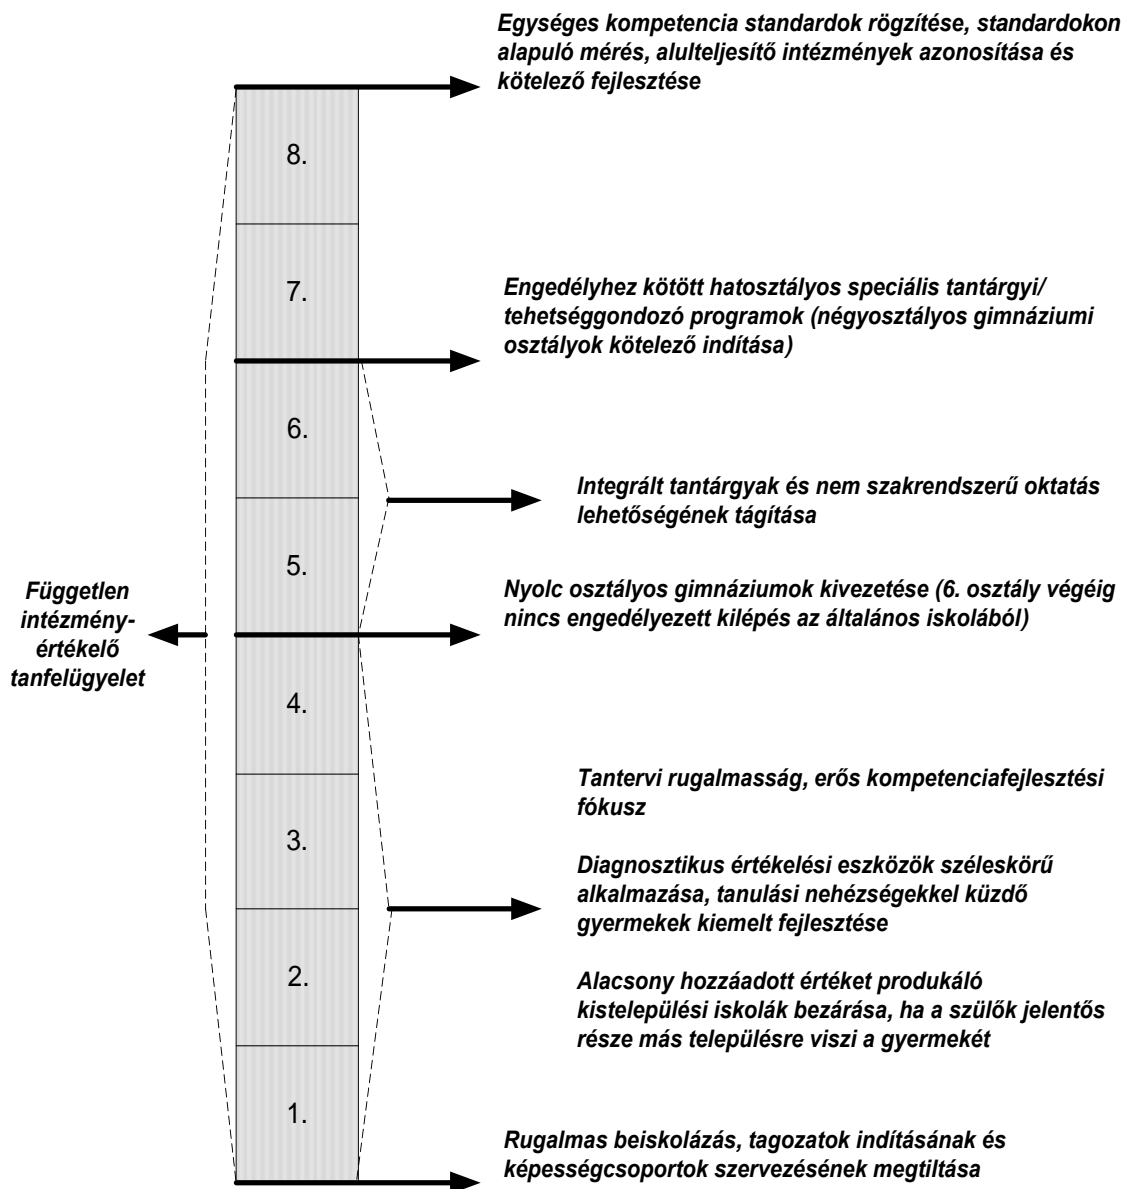 Egységes kompetencia standardok rögzítése, standardokon
alapuló mérés, alulteljesítő intézmények azonosítása és
kötelező fejlesztése
8.
7.
Engedélyhez kötött hatosztályos speciális tantárgyi/
tehetséggondozó programok (négyosztályos gimnáziumi
osztályok kötelező indítása)
6.
Integrált tantárgyak és nem szakrendszerű oktatás
lehetőségének tágítása
5.
Független
intézmény-
értékelő
tanfelügyelet
Nyolc osztályos gimnáziumok kivezetése (6. osztály végéig
nincs engedélyezett kilépés az általános iskolából)
4.
Tantervi rugalmasság, erős kompetenciafejlesztési
fókusz
3.
Diagnosztikus értékelési eszközök széleskörű
alkalmazása, tanulási nehézségekkel küzdő
gyermekek kiemelt fejlesztése
2.
Alacsony hozzáadott értéket produkáló
kistelepülési iskolák bezárása, ha a szülők jelentős
része más településre viszi a gyermekét
1.
Rugalmas beiskolázás, tagozatok indításának és
képességcsoportok szervezésének megtiltása